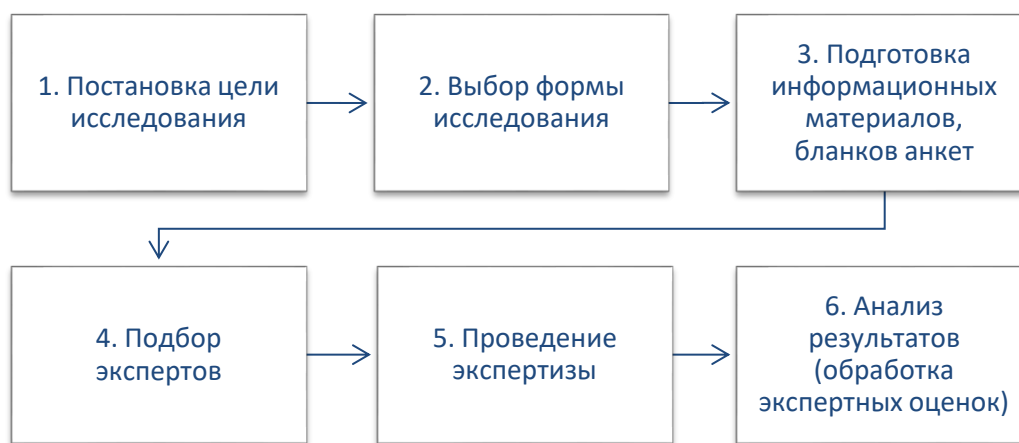 1. Постановка цели
исследования
2. Выбор формы
исследования
3. Подготовка
информационных
материалов,
бланков анкет
4. Подбор
экспертов
5. Проведение
экспертизы
6. Анализ
результатов
(обработка
экспертных оценок)